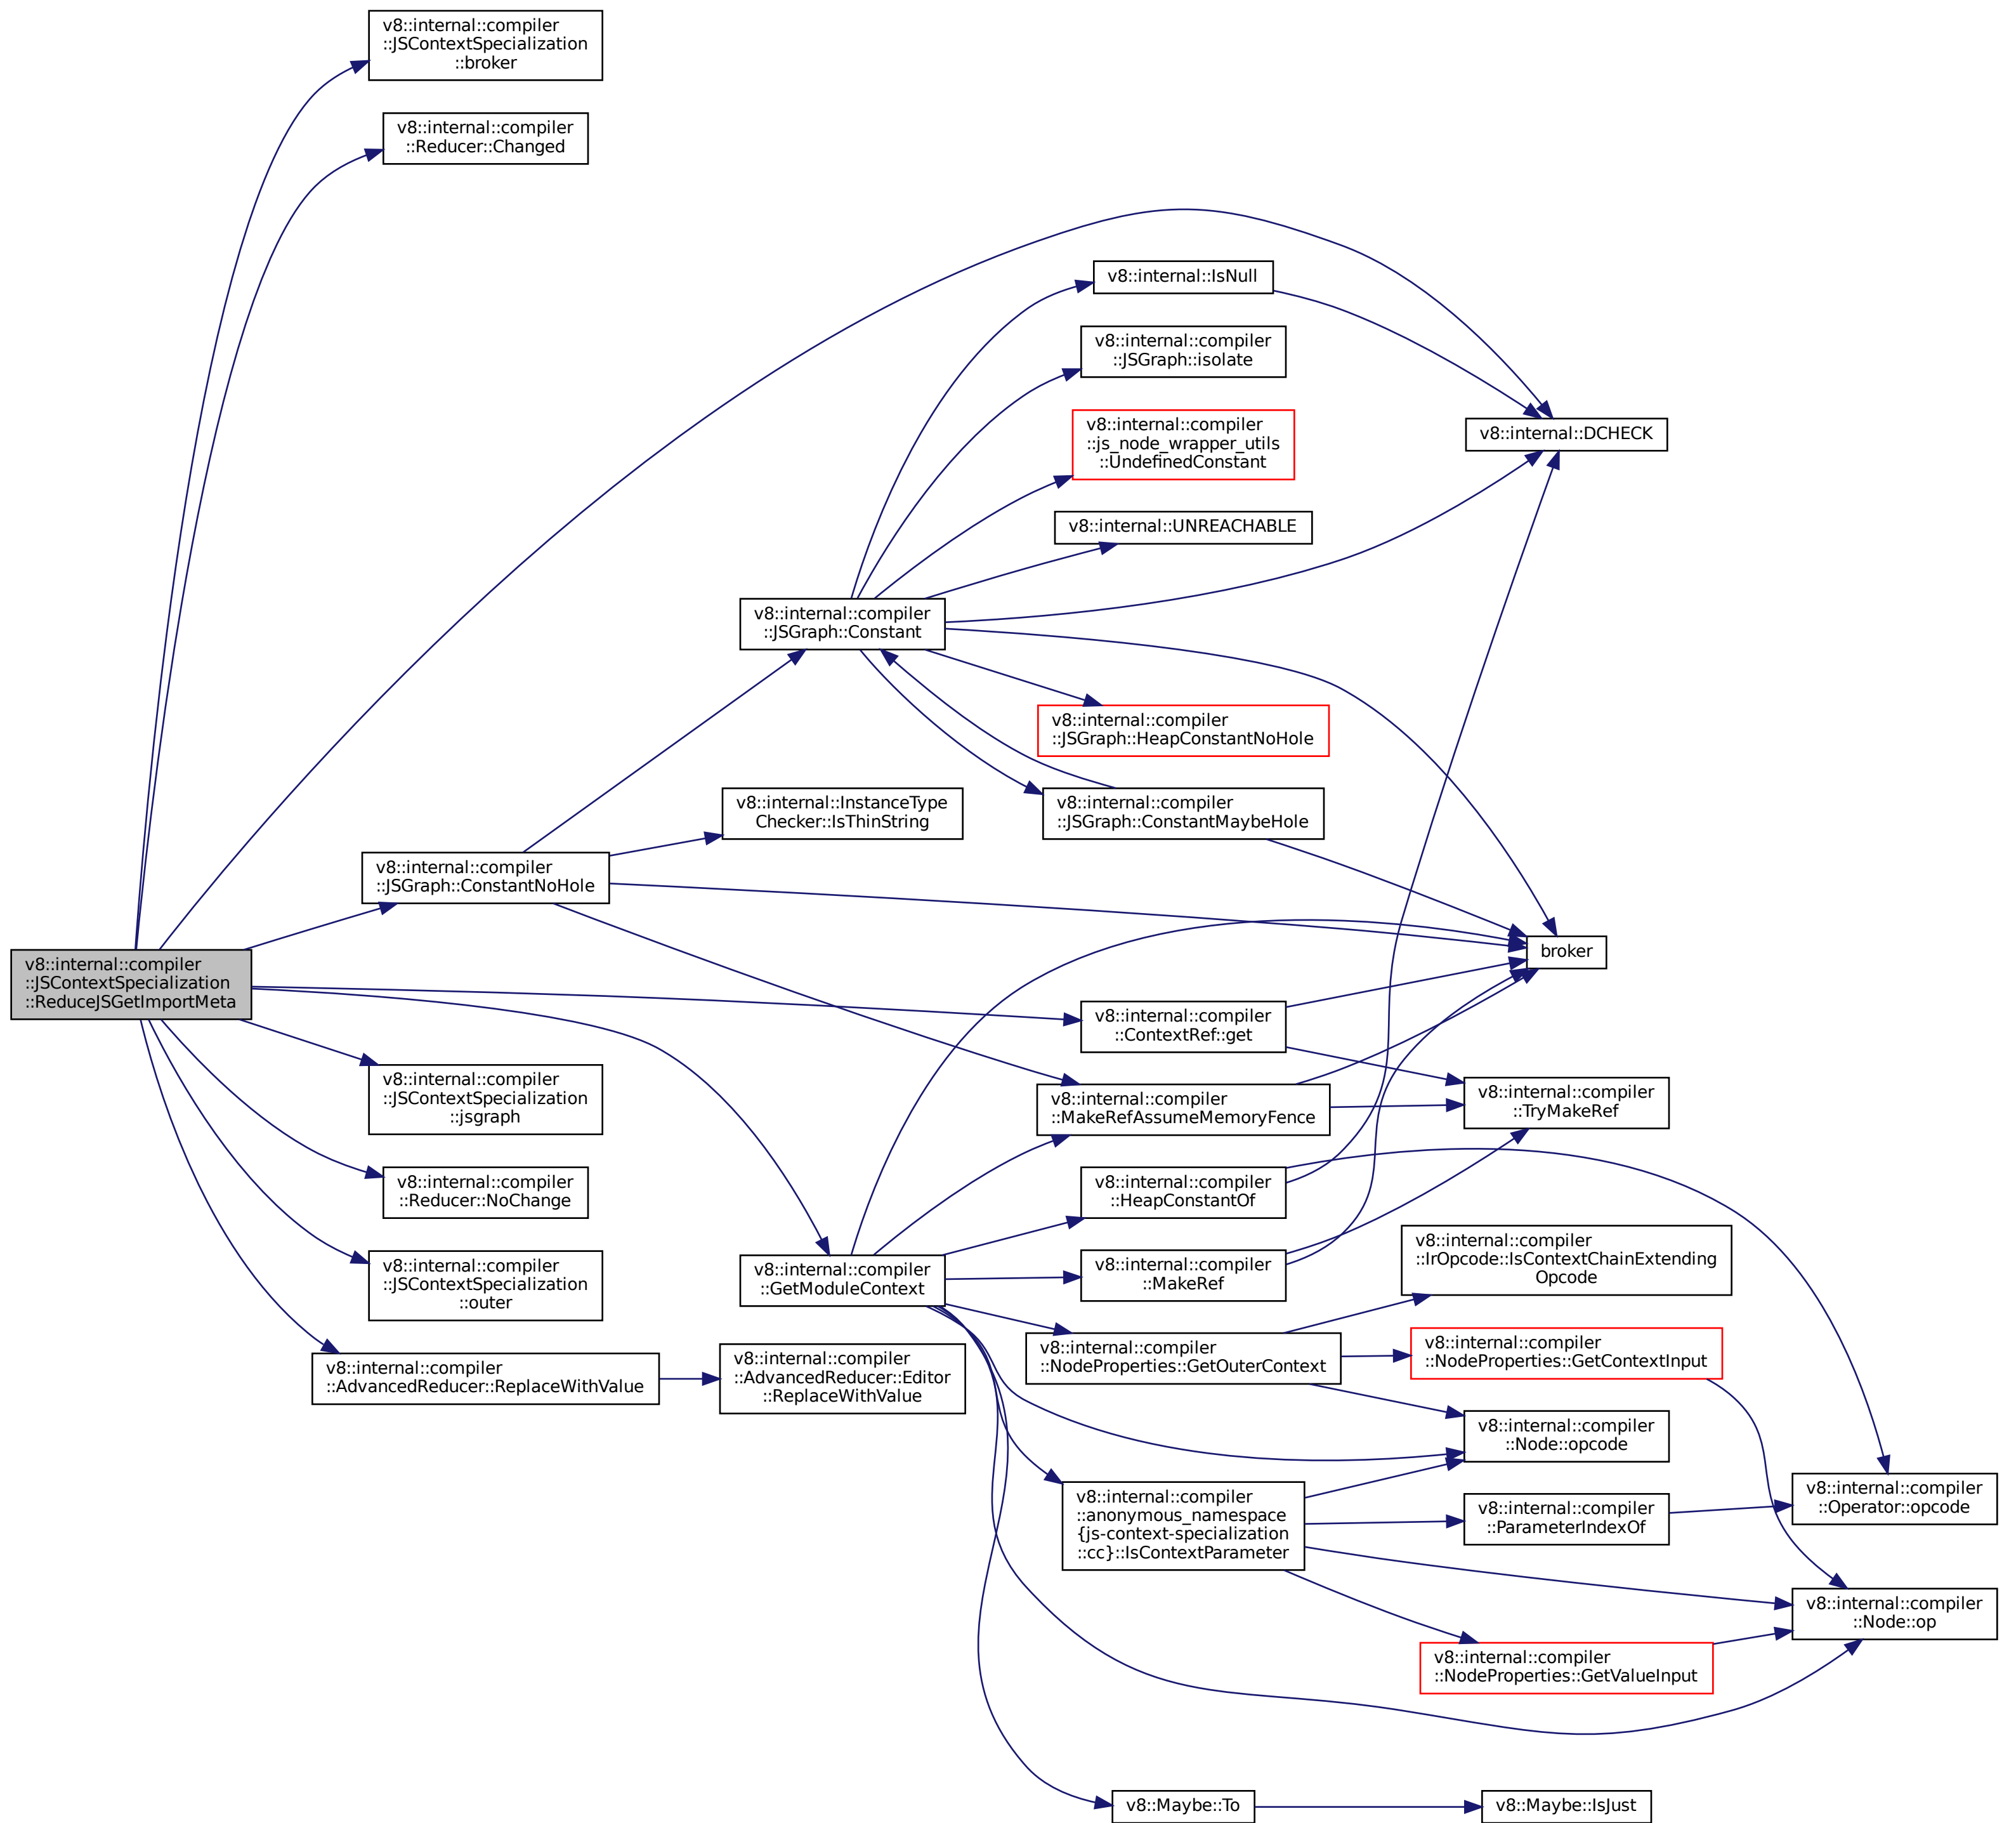 v8::internal::compiler
::JSContextSpecialization
::broker
v8::internal::compiler
::Reducer::Changed
v8::internal::IsNull
v8::internal::compiler
::JSGraph::isolate
v8::internal::compiler
::js_node_wrapper_utils
::UndefinedConstant
v8::internal::DCHECK
v8::internal::UNREACHABLE
v8::internal::compiler
::JSGraph::Constant
v8::internal::compiler
::JSGraph::HeapConstantNoHole
v8::internal::InstanceType
Checker::IsThinString
v8::internal::compiler
::JSGraph::ConstantMaybeHole
v8::internal::compiler
::JSGraph::ConstantNoHole
broker
v8::internal::compiler
::JSContextSpecialization
::ReduceJSGetImportMeta
v8::internal::compiler
::ContextRef::get
v8::internal::compiler
::JSContextSpecialization
::jsgraph
v8::internal::compiler
::MakeRefAssumeMemoryFence
v8::internal::compiler
::TryMakeRef
v8::internal::compiler
::Reducer::NoChange
v8::internal::compiler
::HeapConstantOf
v8::internal::compiler
::JSContextSpecialization
::outer
v8::internal::compiler
::GetModuleContext
v8::internal::compiler
::MakeRef
v8::internal::compiler
::IrOpcode::IsContextChainExtending
Opcode
v8::internal::compiler
::AdvancedReducer::ReplaceWithValue
v8::internal::compiler
::AdvancedReducer::Editor
::ReplaceWithValue
v8::internal::compiler
::NodeProperties::GetOuterContext
v8::internal::compiler
::NodeProperties::GetContextInput
v8::internal::compiler
::Node::opcode
v8::internal::compiler
::anonymous_namespace
{js-context-specialization
::cc}::IsContextParameter
v8::internal::compiler
::ParameterIndexOf
v8::internal::compiler
::Operator::opcode
v8::internal::compiler
::Node::op
v8::internal::compiler
::NodeProperties::GetValueInput
v8::Maybe::To
v8::Maybe::IsJust